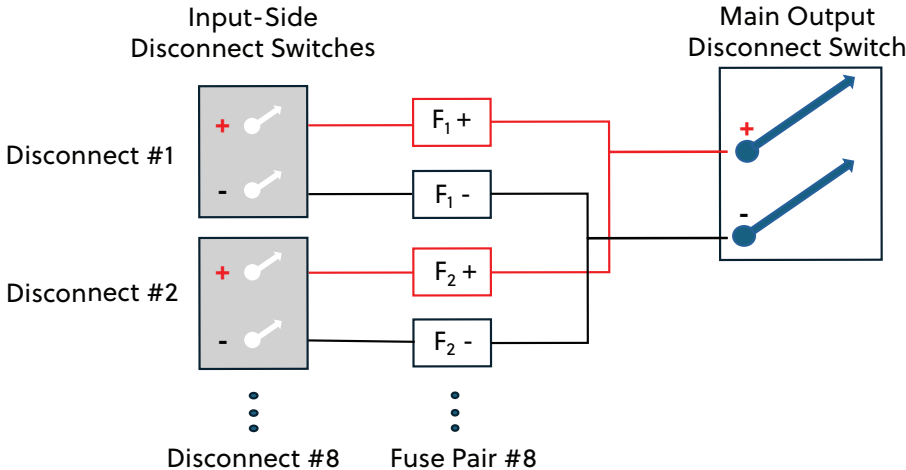 Input-Side
Disconnect Switches
Main Output
Disconnect Switch
Disconnect #1
+
-
F₁ +
F₁ -
+
-
Disconnect #2
+
-
F₂ +
F₂ -
Disconnect #8
Fuse Pair #8